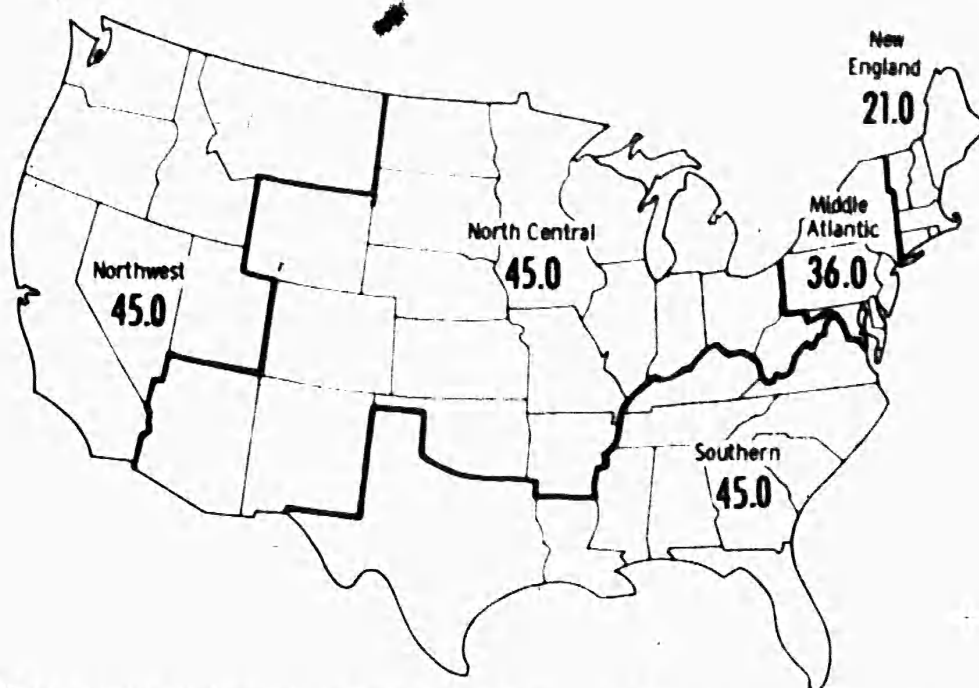 New
England
21.0
Middle
Atlantic
36.0
North Central
45.0
Northwest
45.0
Southern
45.0